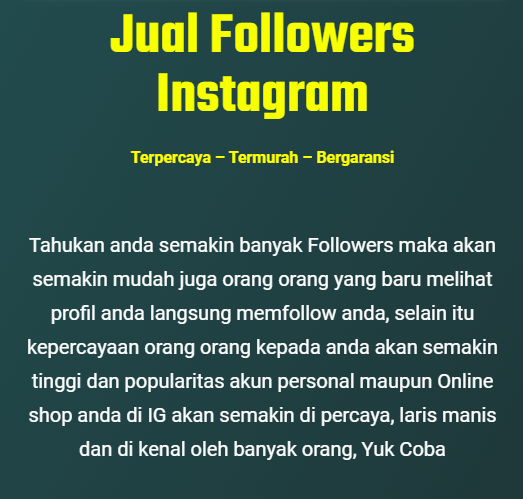 Jual Followers
Instagram
Terpercaya – Termurah – Bergaransi
Tahukan anda semakin banyak Followers maka akan
semakin mudah juga orang orang yang baru melihat
profil anda langsung memfollow anda, selain itu
kepercayaan orang orang kepada anda akan semakin
tinggi dan popularitas akun personal maupun Online
shop anda di IG akan semakin di percaya, laris manis
dan di kenal oleh banyak orang, Yuk Coba